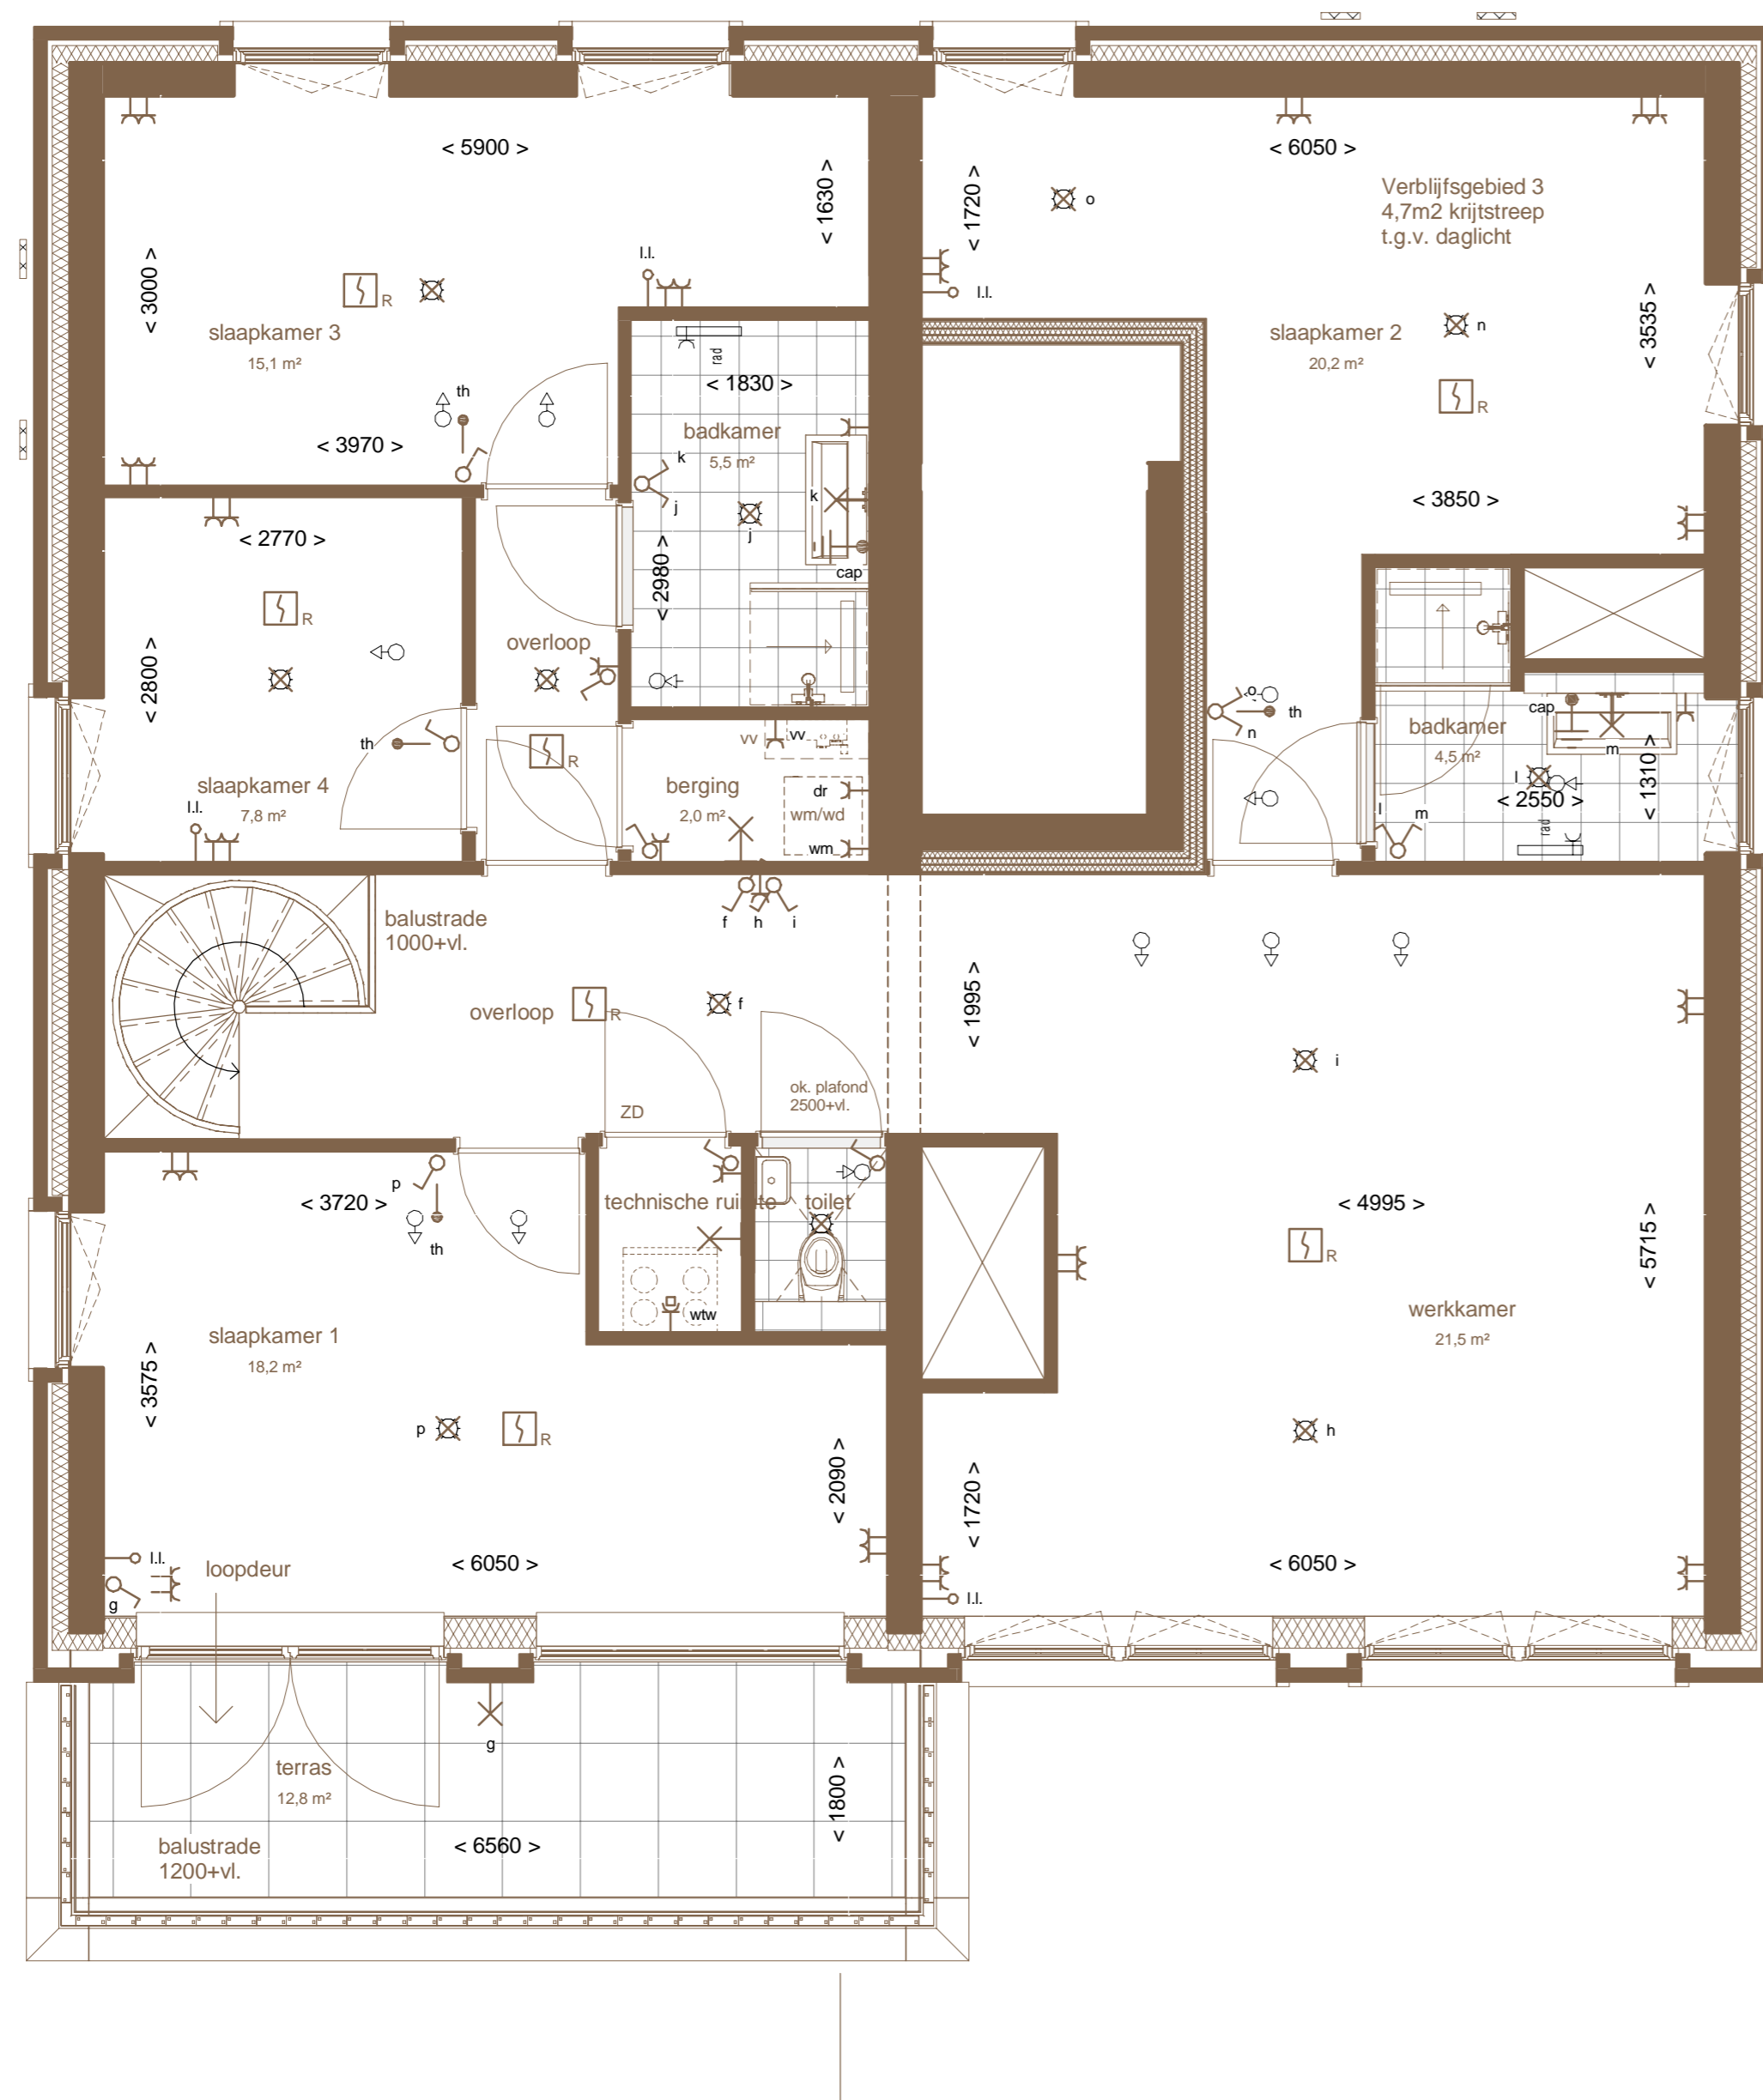 < 5900 >
< 6050 >
< 1630 >
< 1720 >
o
Verblijfsgebied 3
4,7m2 krijtstreep
t.g.v. daglicht
< 3000 >
l.l.
l.l.
R
slaapkamer 3
15,1 m²
slaapkamer 2
20,2 m²
n
< 3535 >
R
rad
< 1830 >
th
badkamer
5,5 m²
< 3970 >
k
k
j
j
< 3850 >
< 2770 >
cap
< 2980 >
R
overloop
< 2800 >
th
o
th
n
cap
badkamer
4,5 m²
m
< 1310 >
vv
vv
R
slaapkamer 4
7,8 m²
l.l.
berging
2,0 m²
dr
wm/wd
wm
l
< 2550 >
l
m
rad
balustrade
1000+vl.
f
h
i
overloop
R
f
< 1995 >
i
ok. plafond
2500+vl.
ZD
p
< 3720 >
th
technische ruimte
toilet
< 4995 >
< 5715 >
R
wtw
slaapkamer 1
18,2 m²
werkkamer
21,5 m²
< 3575 >
p
R
h
< 2090 >
< 1720 >
l.l.
loopdeur
< 6050 >
< 6050 >
g
l.l.
g
terras
12,8 m²
< 1800 >
balustrade
1200+vl.
< 6560 >